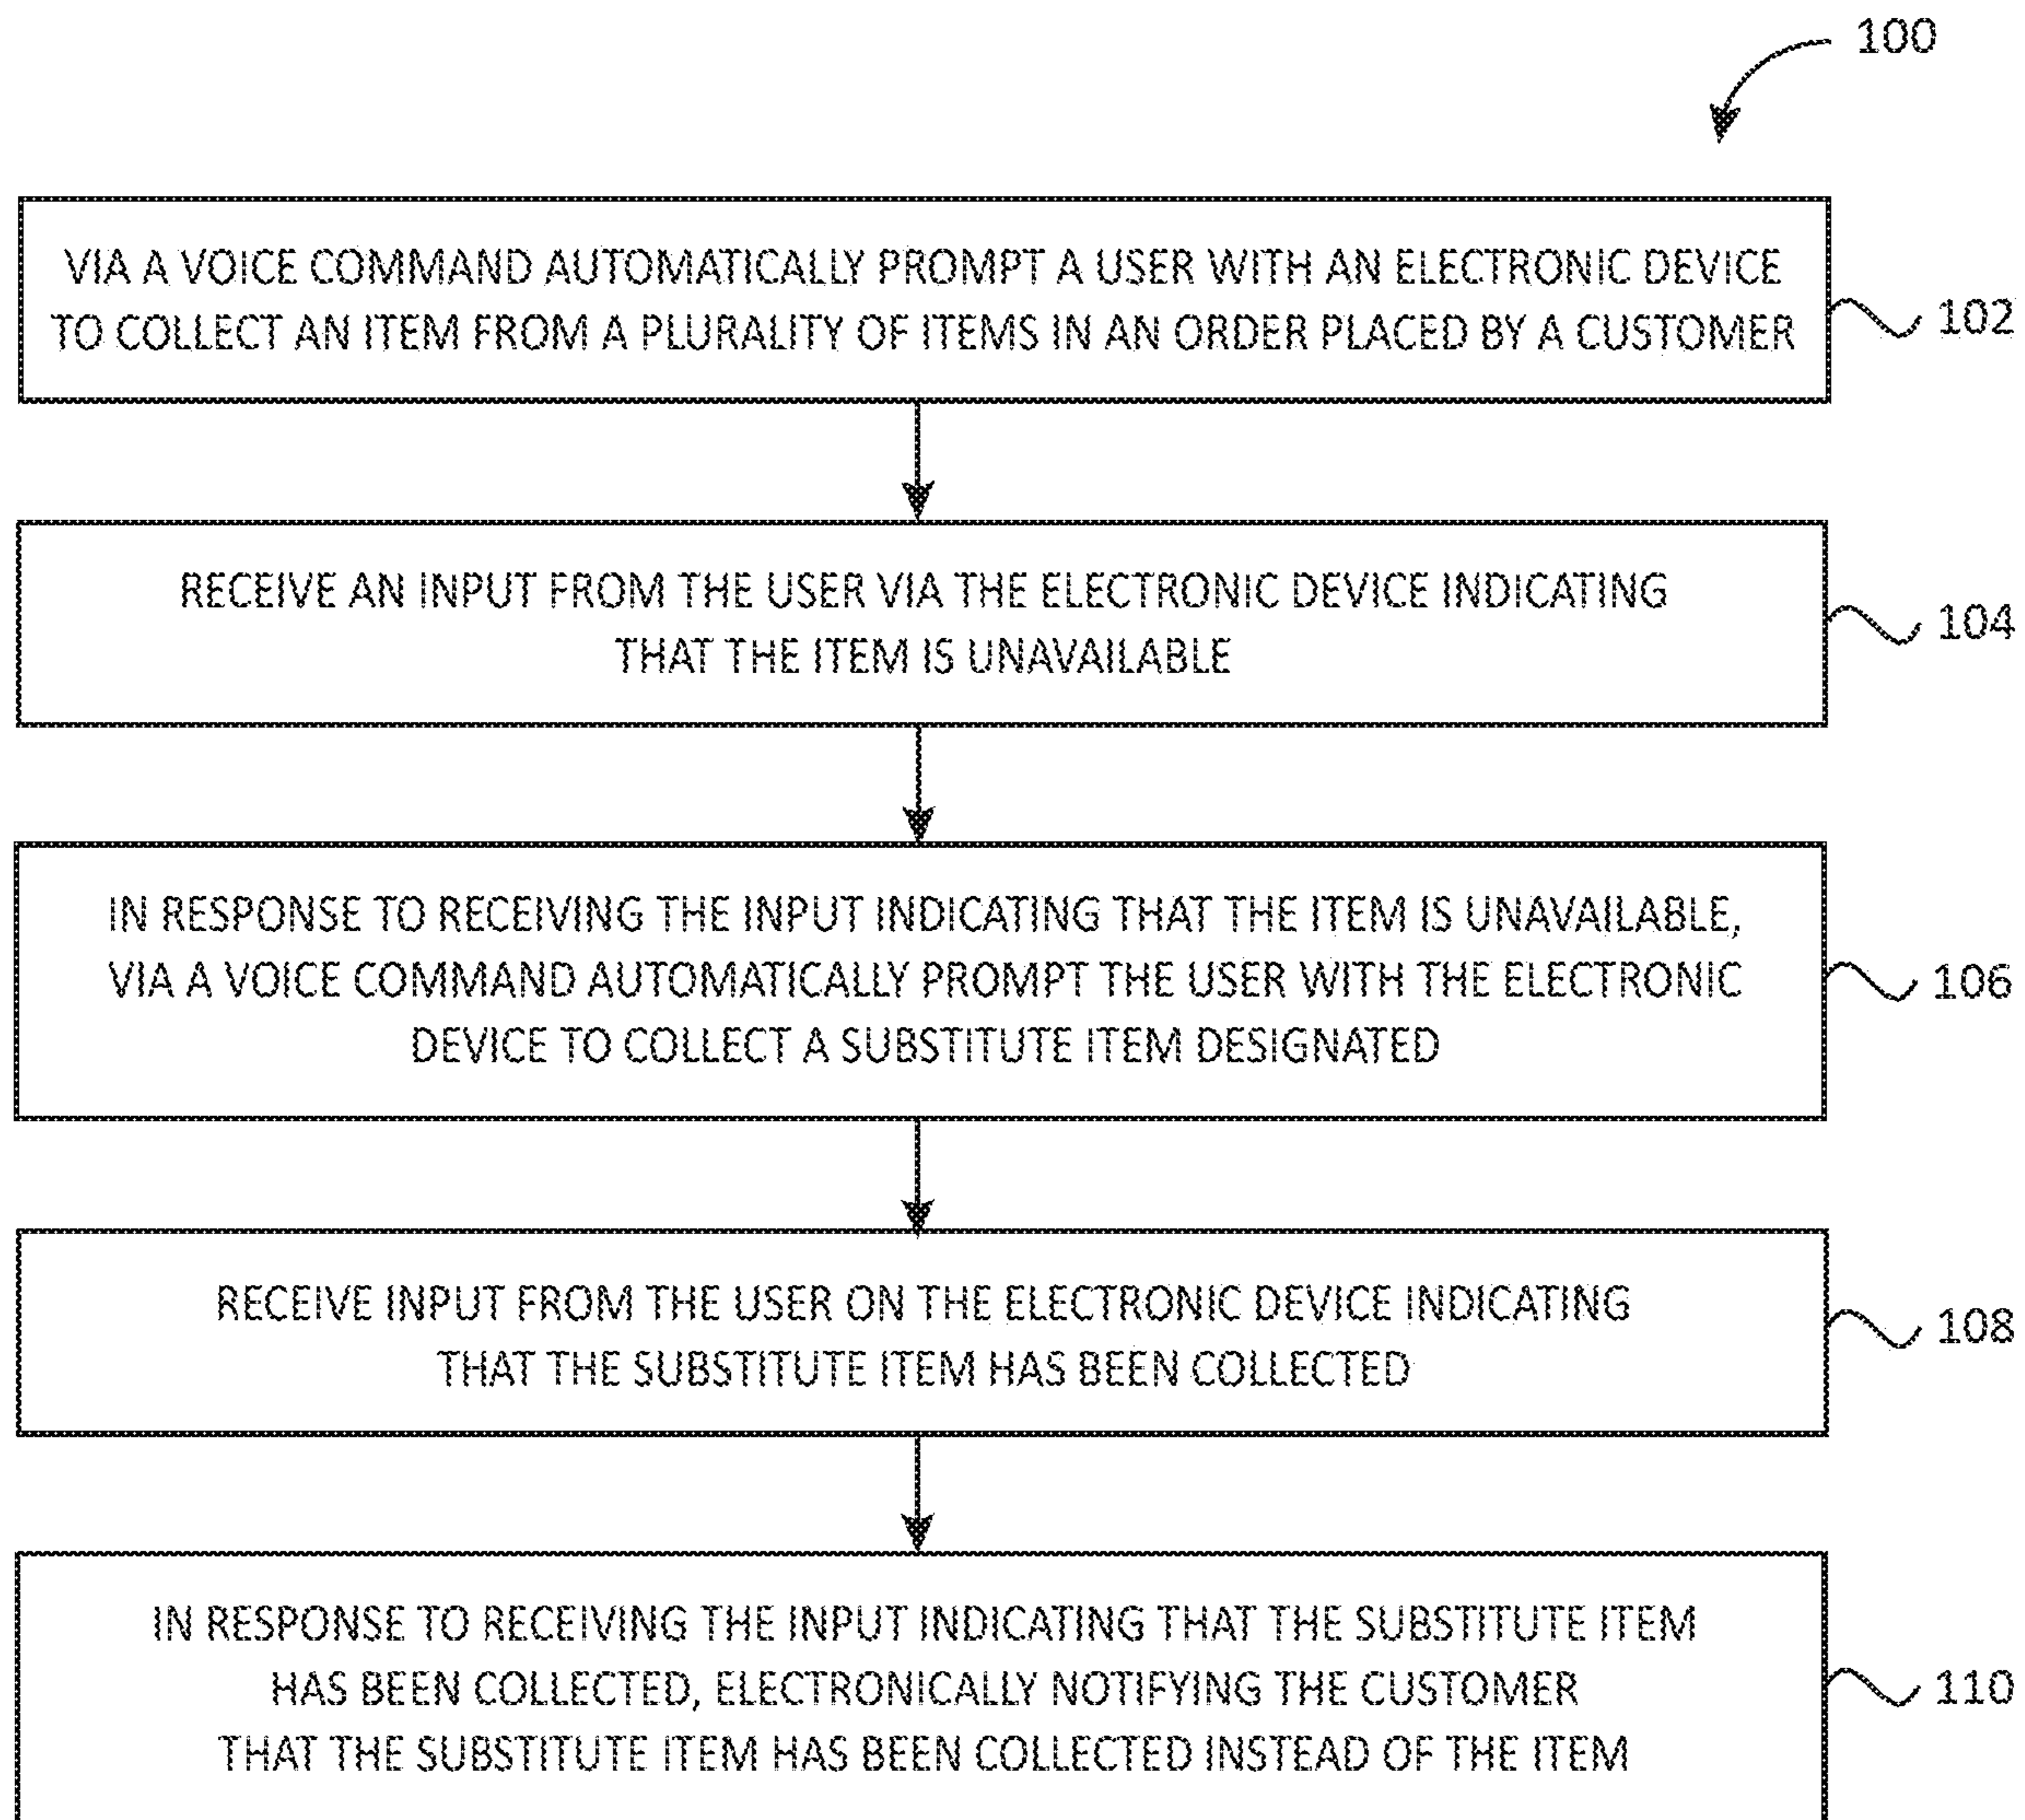 100
VIA A VOICE COMMAND AUTOMATICALLY PROMPT A USER WITH AN ELECTRONIC DEVICE
TO COLLECT AN ITEM FROM A PLURALITY OF ITEMS IN AN ORDER PLACED BY A CUSTOMER
102
RECEIVE AN INPUT FROM THE USER VIA THE ELECTRONIC DEVICE INDICATING
THAT THE ITEM IS UNAVAILABLE
104
IN RESPONSE TO RECEIVING THE INPUT INDICATING THAT THE ITEM IS UNAVAILABLE,
VIA A VOICE COMMAND AUTOMATICALLY PROMPT THE USER WITH THE ELECTRONIC
DEVICE TO COLLECT A SUBSTITUTE ITEM DESIGNATED
106
RECEIVE INPUT FROM THE USER ON THE ELECTRONIC DEVICE INDICATING
THAT THE SUBSTITUTE ITEM HAS BEEN COLLECTED
108
IN RESPONSE TO RECEIVING THE INPUT INDICATING THAT THE SUBSTITUTE ITEM
HAS BEEN COLLECTED, ELECTRONICALLY NOTIFYING THE CUSTOMER
THAT THE SUBSTITUTE ITEM HAS BEEN COLLECTED INSTEAD OF THE ITEM
110